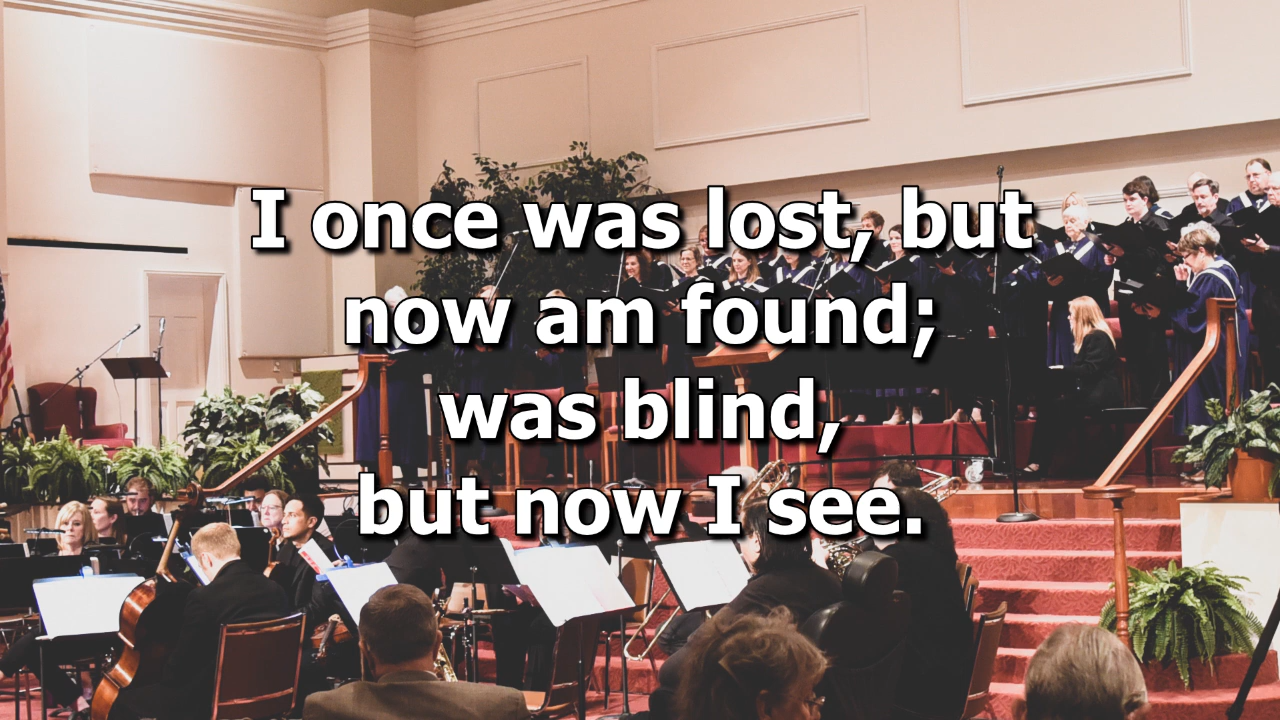 I once was lost, but
now am found;
was blind,
but now I see.